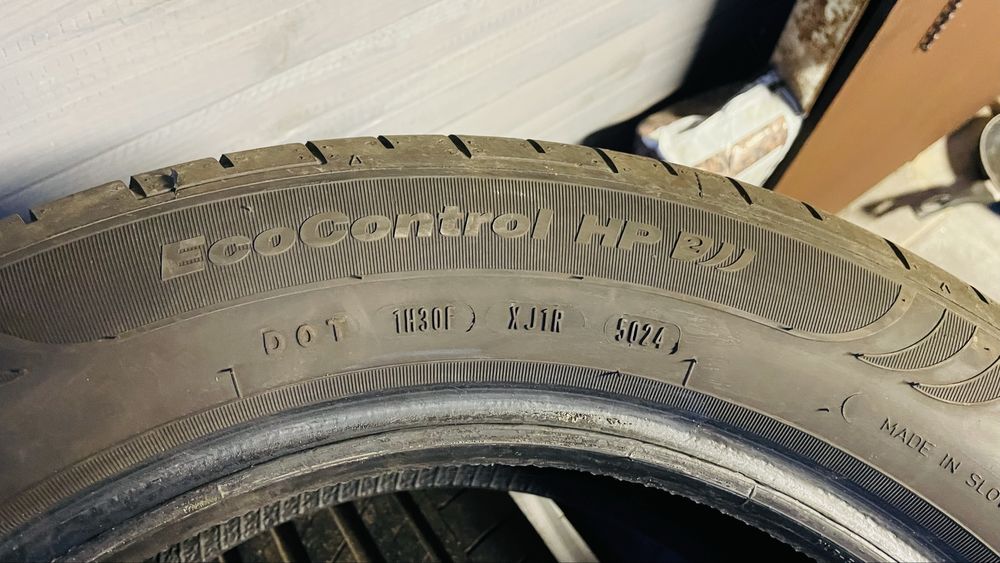 EcoControl HP 2
DOT 1H30F XJ1R 5024
MADE IN SLO